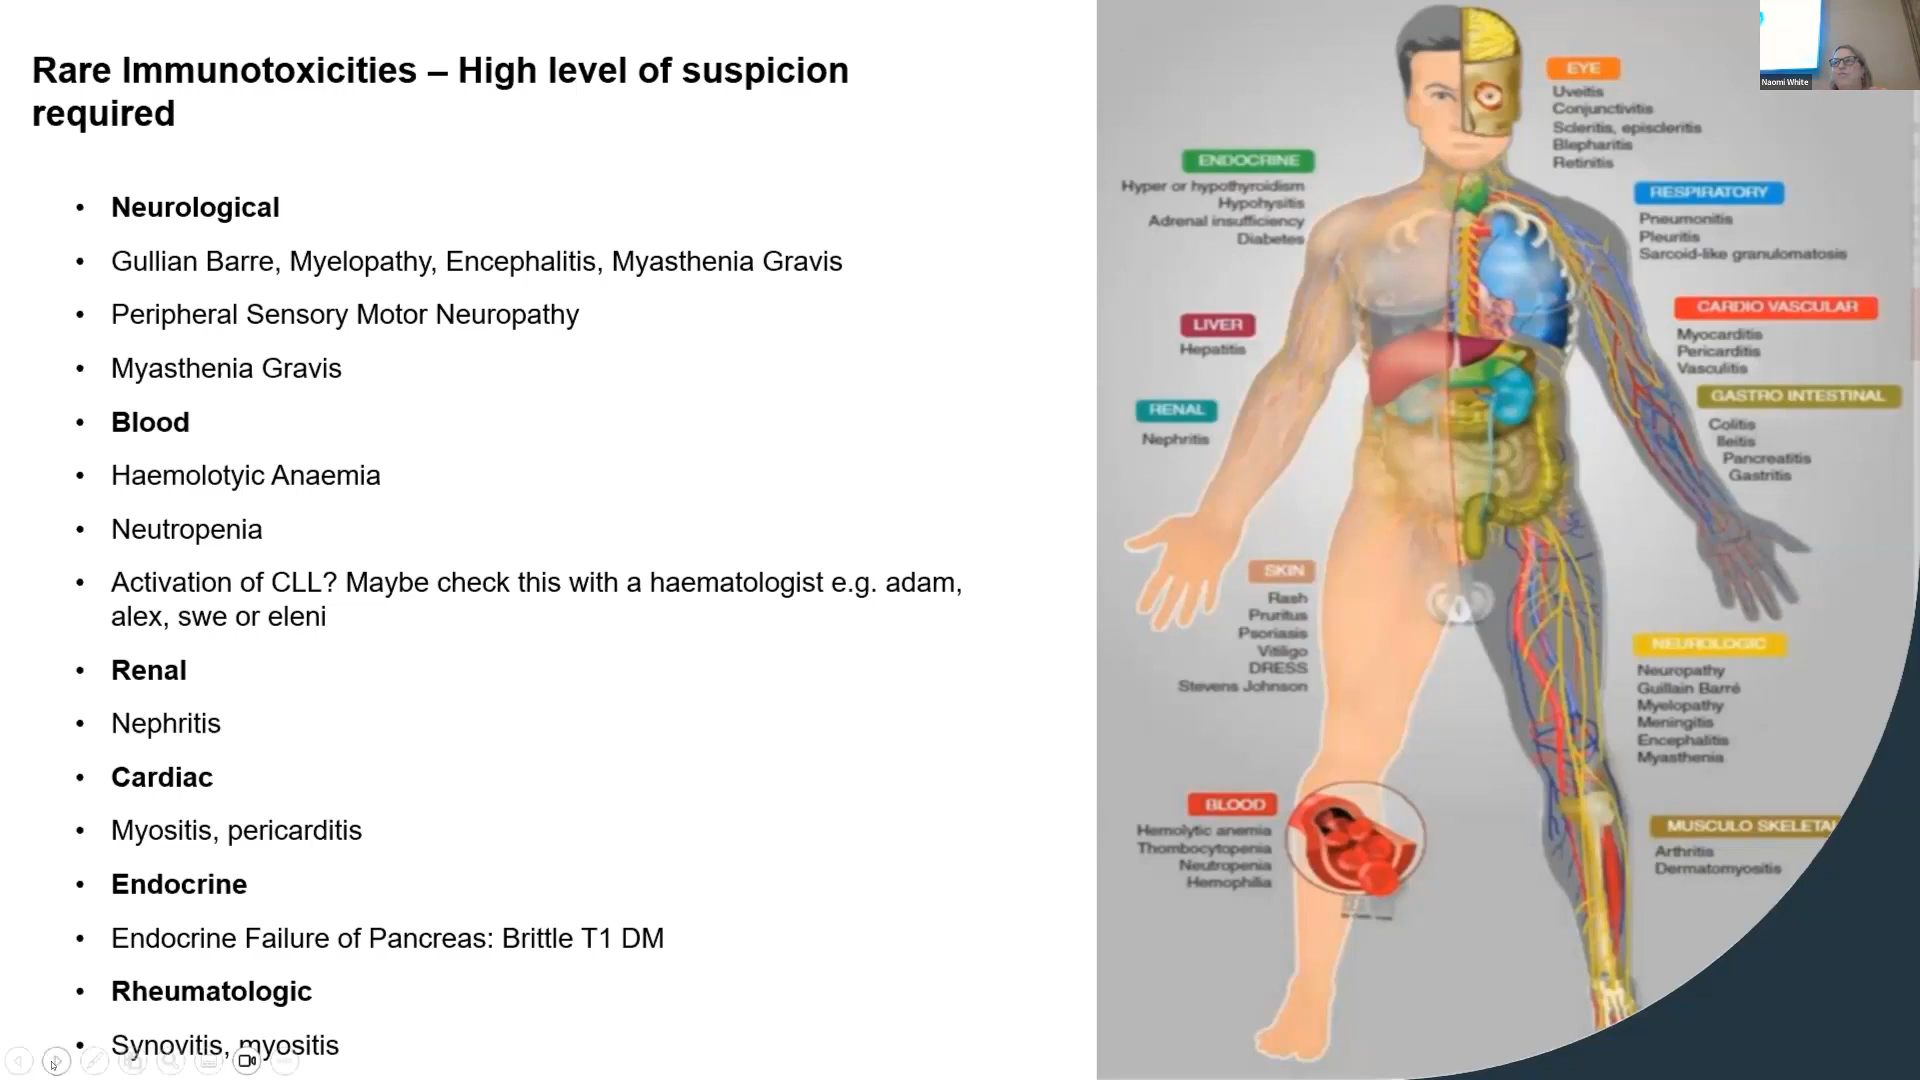 Rare Immunotoxicities – High level of suspicion
required
• Neurological
• Gullian Barre, Myelopathy, Encephalitis, Myasthenia Gravis
• Peripheral Sensory Motor Neuropathy
• Myasthenia Gravis
• Blood
• Haemolotyic Anaemia
• Neutropenia
• Activation of CLL? Maybe check this with a haematologist e.g. adam,
alex, swe or eleni
• Renal
• Nephritis
• Cardiac
• Myositis, pericarditis
• Endocrine
• Endocrine Failure of Pancreas: Brittle T1 DM
• Rheumatologic
• Synovitis, myositis
ENDOCRINE
Hyper or hypothyroidism
Hypohysitis
Adrenal insufficiency
Diabetes
LIVER
Hepatitis
RENAL
Nephritis
SKIN
Rash
Pruritus
Psoriasis
Vitiligo
DRESS
Stevens Johnson
BLOOD
Hemolytic anemia
Thombocytopenia
Neutropenia
Hemophilia
EYE
Uveitis
Conjunctivitis
Scleritis, episcleritis
Blepharitis
Retinitis
RESPIRATORY
Pneumonitis
Pleuritis
Sarcoid-like granulomatosis
CARDIO VASCULAR
Myocarditis
Pericarditis
Vasculitis
GASTRO INTESTINAL
Colitis
Ileitis
Pancreatitis
Gastritis
NEUROLOGIC
Neuropathy
Guillain Barré
Myelopathy
Meningitis
Encephalitis
Myasthenia
MUSCULO SKELETAL
Arthritis
Dermatomyositis
Naomi White